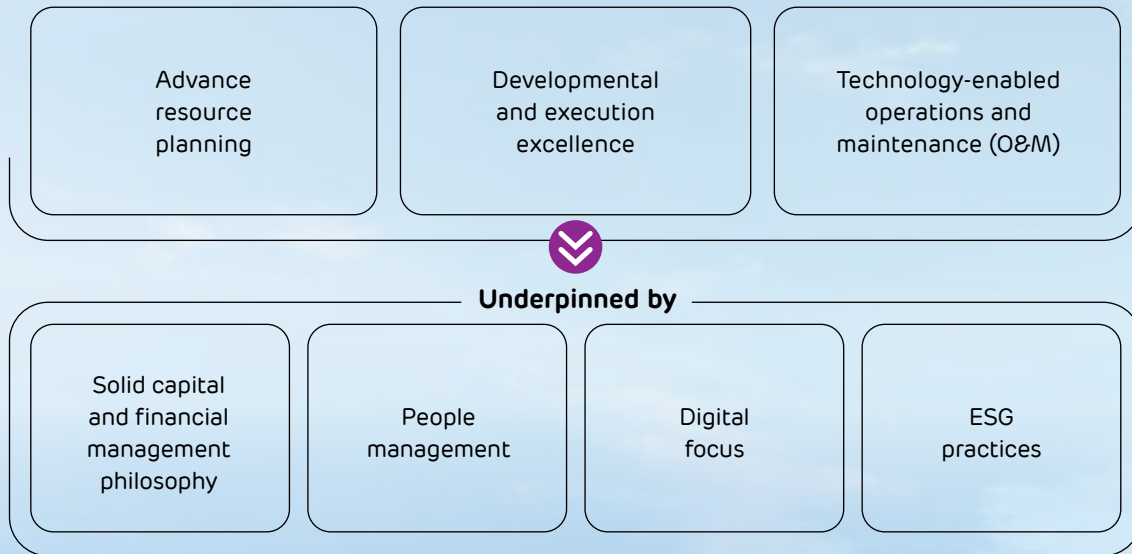 Advance
resource
planning
Developmental
and execution
excellence
Technology-enabled
operations and
maintenance (O&M)
Underpinned by
Solid capital
and financial
management
philosophy
People
management
Digital
focus
ESG
practices